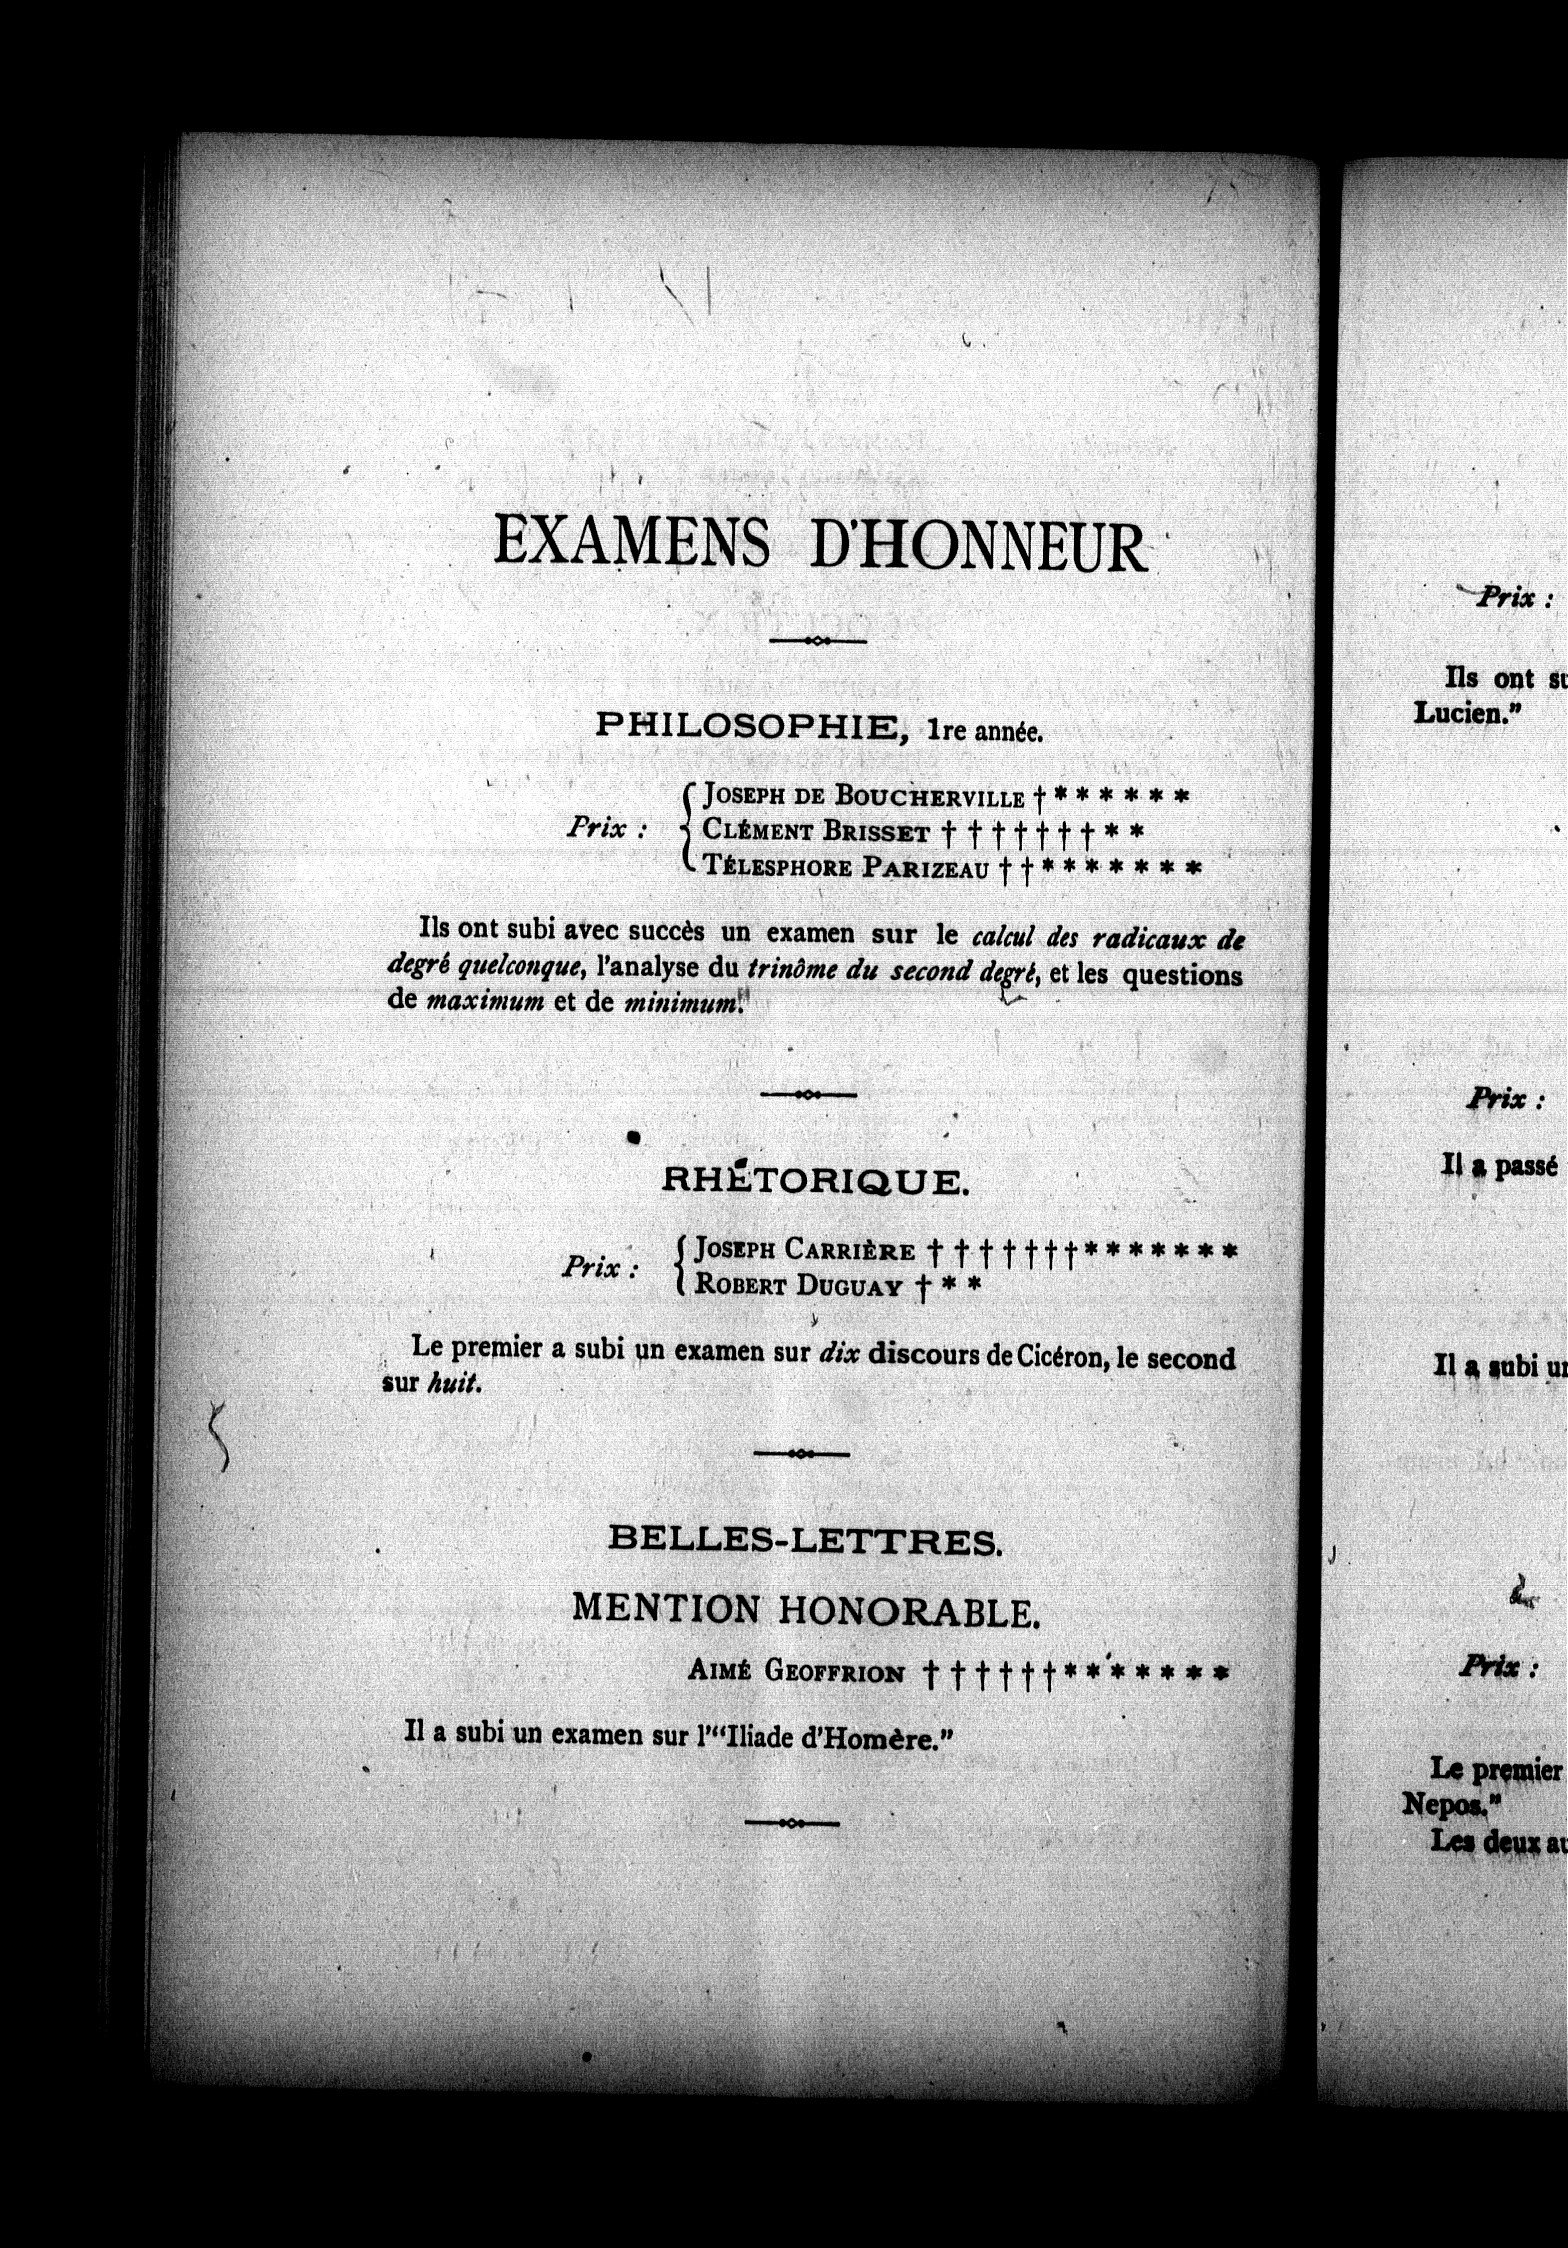 EXAMENS D'HONNEUR
PHILOSOPHIE, 1re année.
Prix :
JOSEPH DE BOUCHERVILLE † * * * * * *
CLÉMENT BRISSET † † † † † † † * *
TÉLESPHORE PARIZEAU † † * * * * * * *
Ils ont subi avec succès un examen sur le calcul des radicaux de
degré quelconque, l'analyse du trinôme du second degré, et les questions
de maximum et de minimum.
RHÉTORIQUE.
Prix :
JOSEPH CARRIÈRE † † † † † † † * * * * * * *
ROBERT DUGUAY † * *
Le premier a subi un examen sur dix discours de Cicéron, le second
sur huit.
BELLES-LETTRES.
MENTION HONORABLE.
AIMÉ GEOFFRION † † † † † † * * * * * * *
Il a subi un examen sur l'“Iliade d'Homère.”
Prix :
Ils ont su
Lucien.”
Prix :
Il a passé
Il a subi un
Prix :
Le premier
Nepos.”
Les deux au